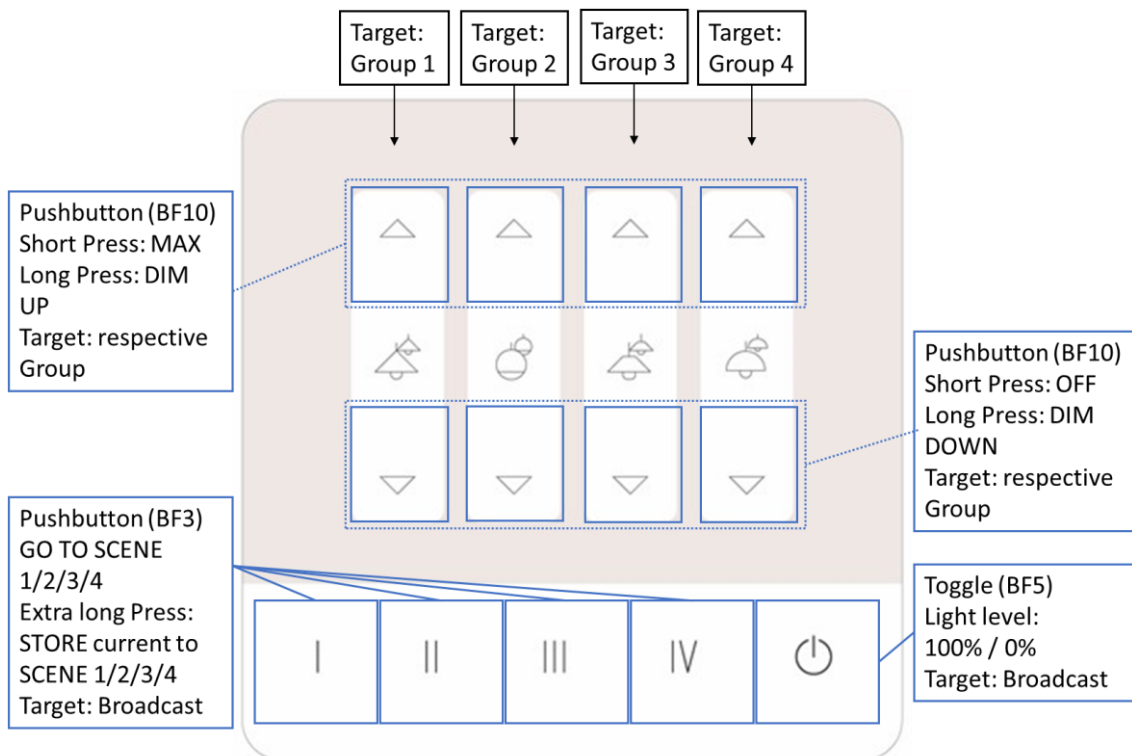 Target:
Group 1
Target:
Group 2
Target:
Group 3
Target:
Group 4
Pushbutton (BF10)
Short Press: MAX
Long Press: DIM
UP
Target: respective
Group
Pushbutton (BF10)
Short Press: OFF
Long Press: DIM
DOWN
Target: respective
Group
Pushbutton (BF3)
GO TO SCENE
1/2/3/4
Extra long Press:
STORE current to
SCENE 1/2/3/4
Target: Broadcast
Toggle (BF5)
Light level:
100% / 0%
Target: Broadcast
I
II
III
IV